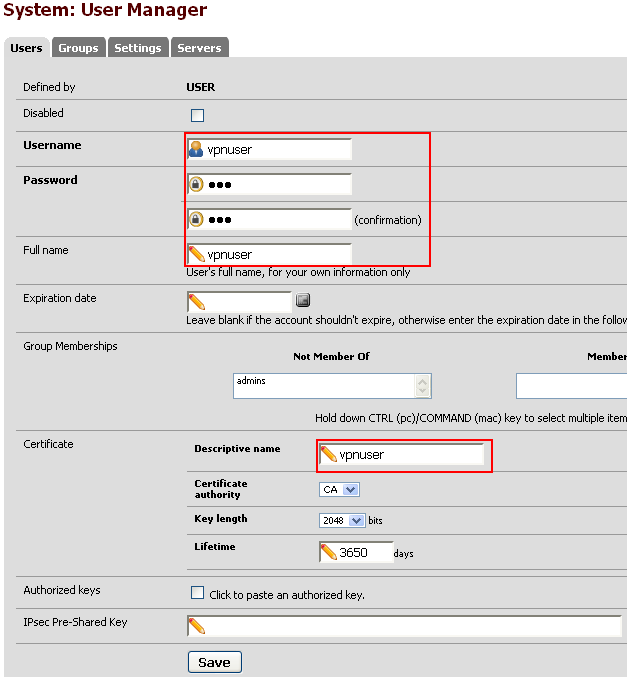 System: User Manager
Users Groups Settings Servers
Defined by USER
Disabled
Username vpnuser
Password ●●●
●●● (confirmation)
Full name vpnuser
User's full name, for your own information only
Expiration date
Leave blank if the account shouldn't expire, otherwise enter the expiration date in the follow
Group Memberships
Not Member Of Member
admins
Hold down CTRL (pc)/COMMAND (mac) key to select multiple item
Certificate
Descriptive name vpnuser
Certificate
authority CA
Key length 2048 bits
Lifetime 3650 days
Authorized keys Click to paste an authorized key.
IPsec Pre-Shared Key
Save